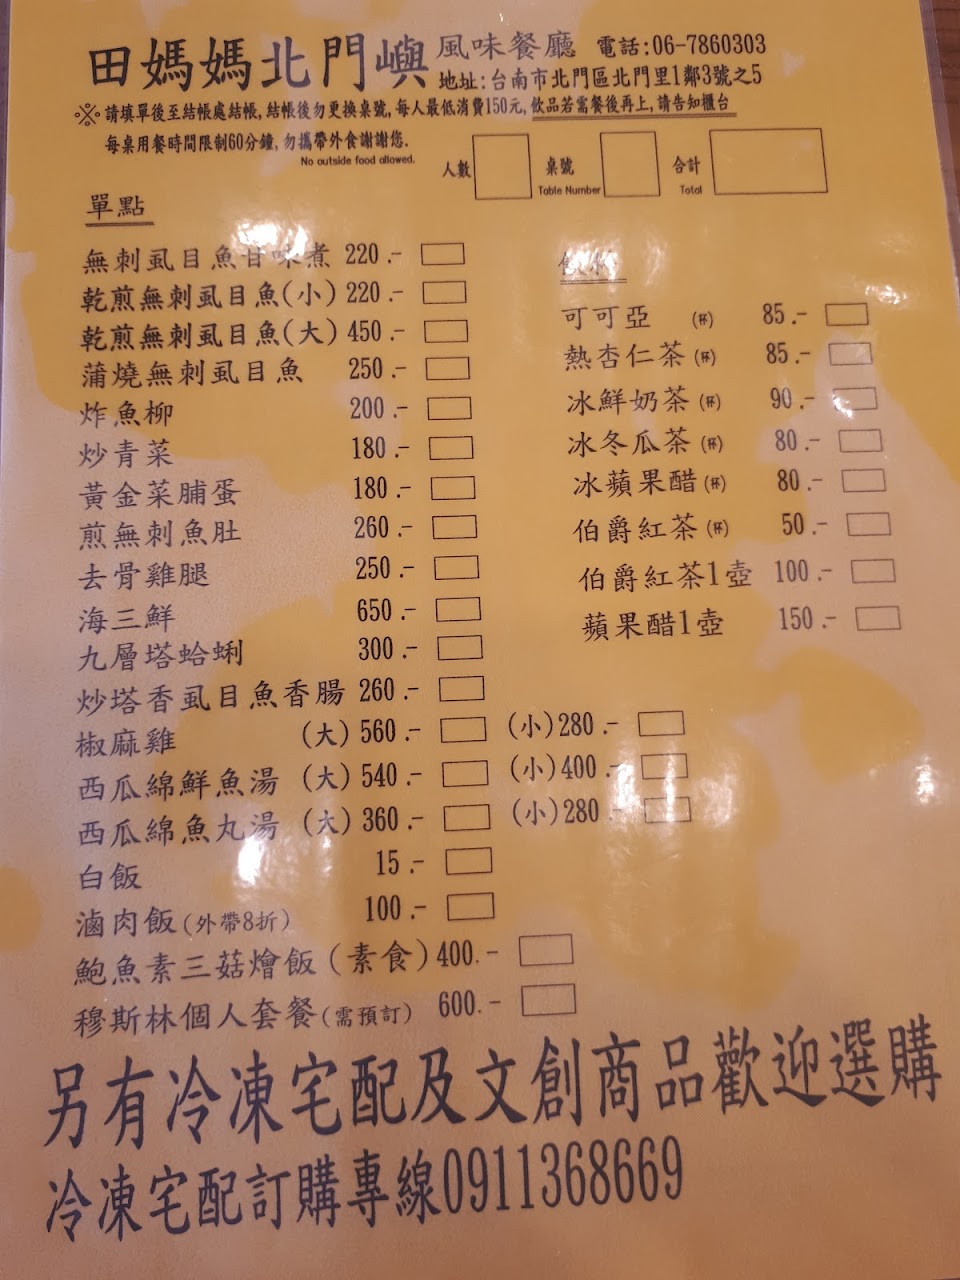 田媽媽北門嶼風味餐廳 電話:06-7860303
地址:台南市北門區北門里1鄰3號之5
※請填單後至結帳處結帳,結帳後勿更換桌號,每人最低消費150元,飲品若需餐後再上,請告知櫃台
每桌用餐時間限制60分鐘,勿攜帶外食謝謝您.
No outside food allowed.
人數 桌號 合計
Table Number Total
單點
無刺虱目魚甘味煮 220.-
乾煎無刺虱目魚(小) 220.-
乾煎無刺虱目魚(大) 450.-
蒲燒無刺虱目魚 250.-
炸魚柳 200.-
炒青菜 180.-
黃金菜脯蛋 180.-
煎無刺魚肚 260.-
去骨雞腿 250.-
海三鮮 650.-
九層塔蛤蜊 300.-
炒塔香虱目魚香腸 260.-
椒麻雞 (大) 560.- (小) 280.-
西瓜綿鮮魚湯 (大) 540.- (小) 400.-
西瓜綿魚丸湯 (大) 360.- (小) 280.-
白飯 15.-
滷肉飯(外帶8折) 100.-
鮑魚素三菇燴飯(素食) 400.-
穆斯林個人套餐(需預訂) 600.-
可可亞 (杯) 85.-
熱杏仁茶(杯) 85.-
冰鮮奶茶(杯) 90.-
冰冬瓜茶(杯) 80.-
冰蘋果醋(杯) 80.-
伯爵紅茶(杯) 50.-
伯爵紅茶1壺 100.-
蘋果醋1壺 150.-
另有冷凍宅配及文創商品歡迎選購
冷凍宅配訂購專線0911368669